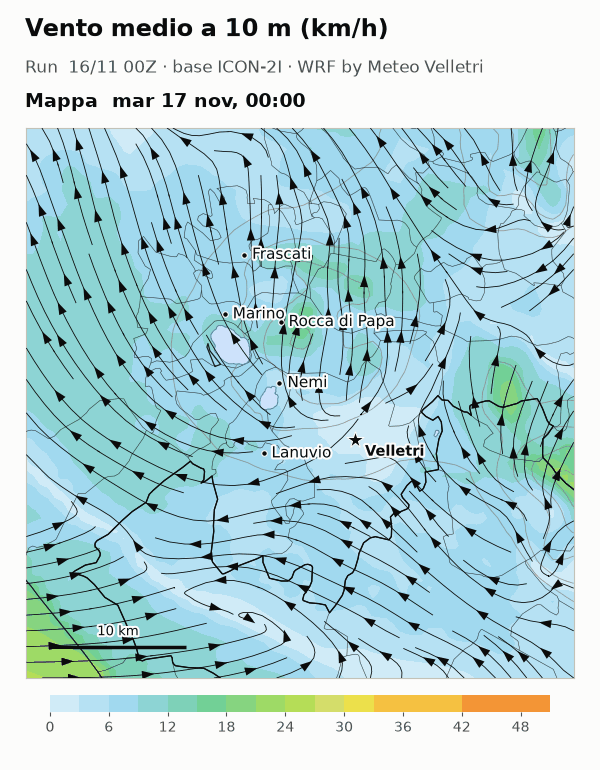 Vento medio a 10 m (km/h)
Run  16/11 00Z · base ICON-2I · WRF by Meteo Velletri
Mappa  mar 17 nov, 00:00
Frascati
Marino
Rocca di Papa
Nemi
Velletri
Lanuvio
10 km
0 6 12 18 24 30 36 42 48